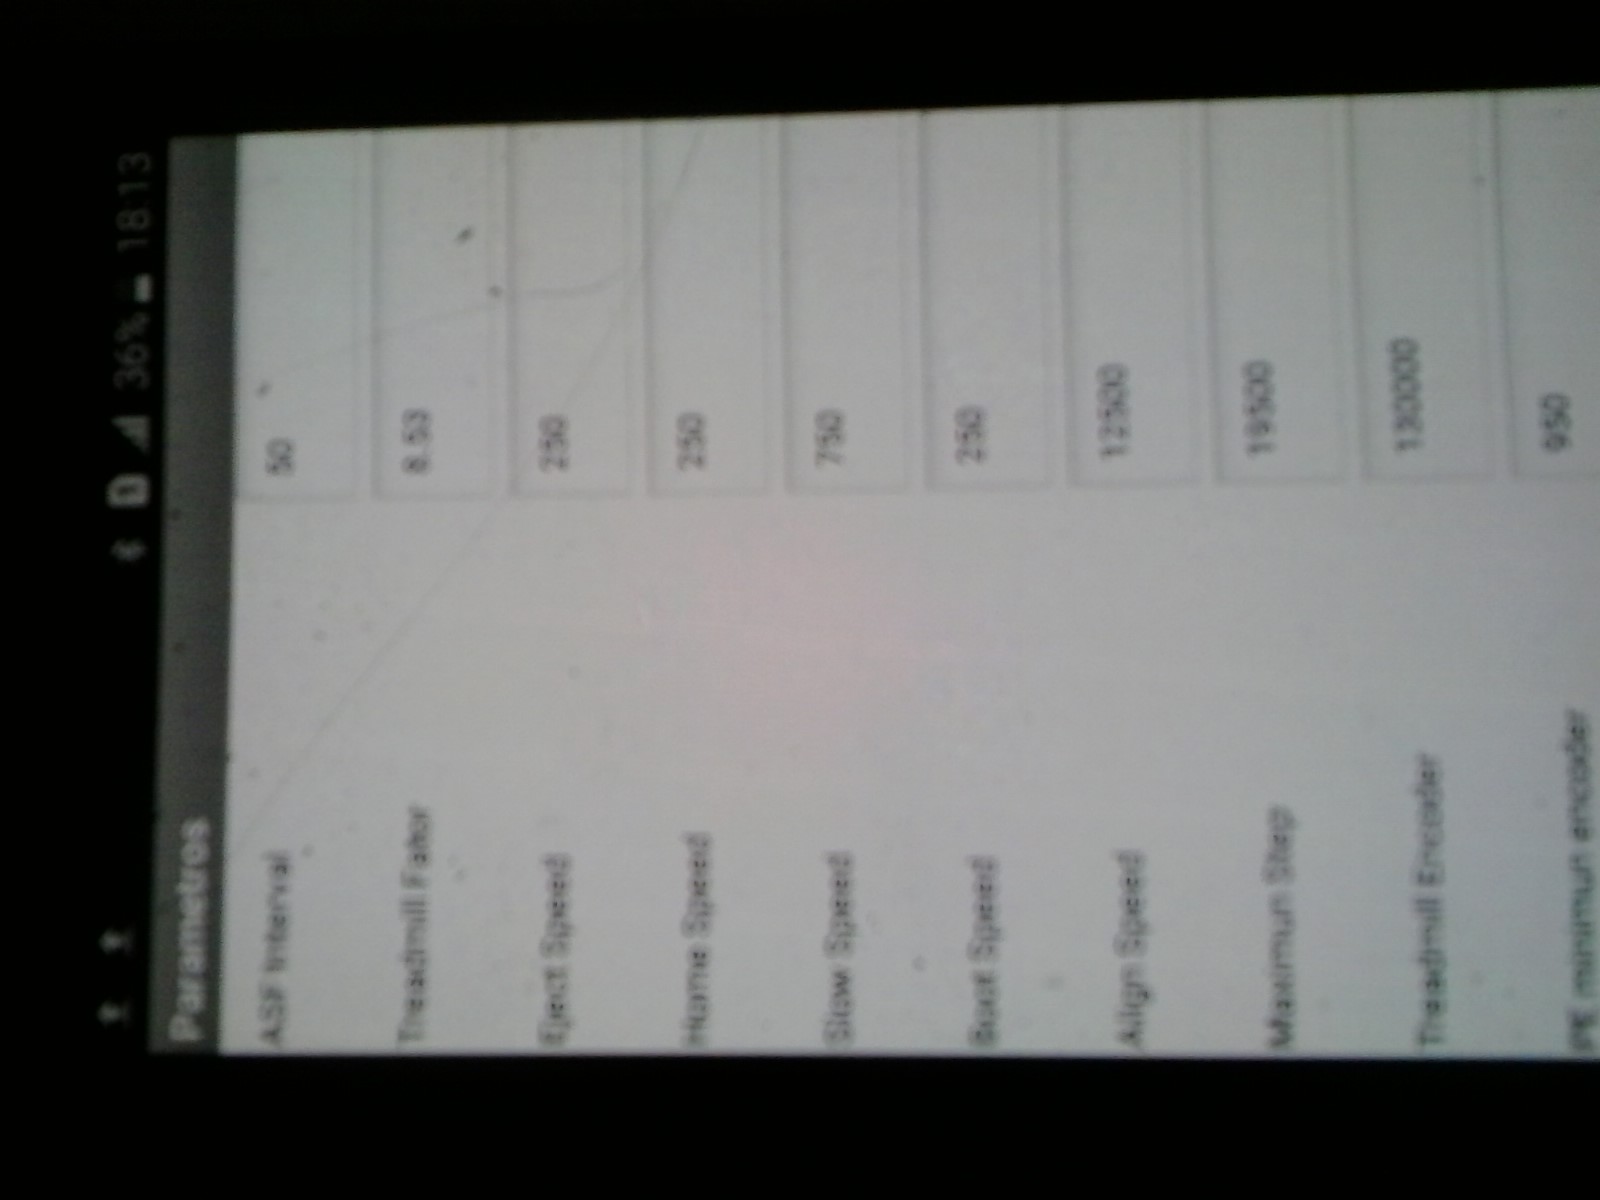 36% 18:13
Parametros
ASF Interval 50
Treadmill Fator 8.53
Eject Speed 250
Home Speed 250
Slow Speed 750
Boot Speed 250
Align Speed 12500
Maximun Step 19500
Treadmill Encoder 130000
PE minimun encoder 950